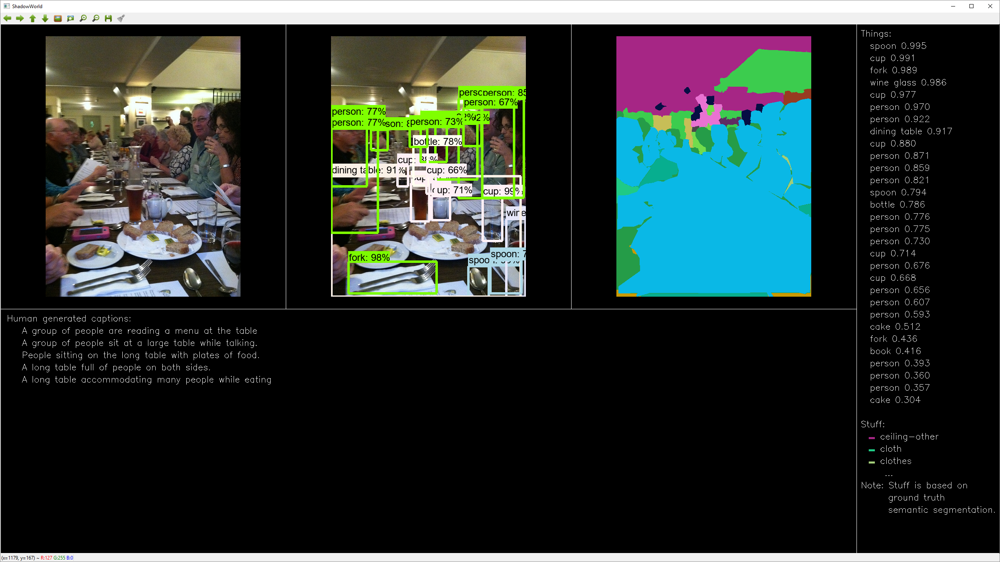 ShadowWorld
person: 85
person: 67%
person: 77%
person: 77%
person: 73%
bottle: 78%
dining table: 91%
cup: 66%
cup: 71%
cup: 99%
wine
fork: 98%
spoon: 7
Human generated captions:
A group of people are reading a menu at the table
A group of people sit at a large table while talking.
People sitting on the long table with plates of food.
A long table full of people on both sides.
A long table accommodating many people while eating
Things:
spoon 0.995
cup 0.991
fork 0.989
wine glass 0.986
cup 0.977
person 0.970
person 0.922
dining table 0.917
cup 0.880
person 0.871
person 0.859
person 0.821
spoon 0.794
bottle 0.786
person 0.776
person 0.775
person 0.730
cup 0.714
person 0.676
cup 0.668
person 0.656
person 0.607
person 0.593
cake 0.512
fork 0.436
book 0.416
person 0.393
person 0.360
person 0.357
cake 0.304
Stuff:
ceiling-other
cloth
clothes
...
Note: Stuff is based on
ground truth
semantic segmentation.
(x=1179, y=167) ~ R:127 G:255 B:0